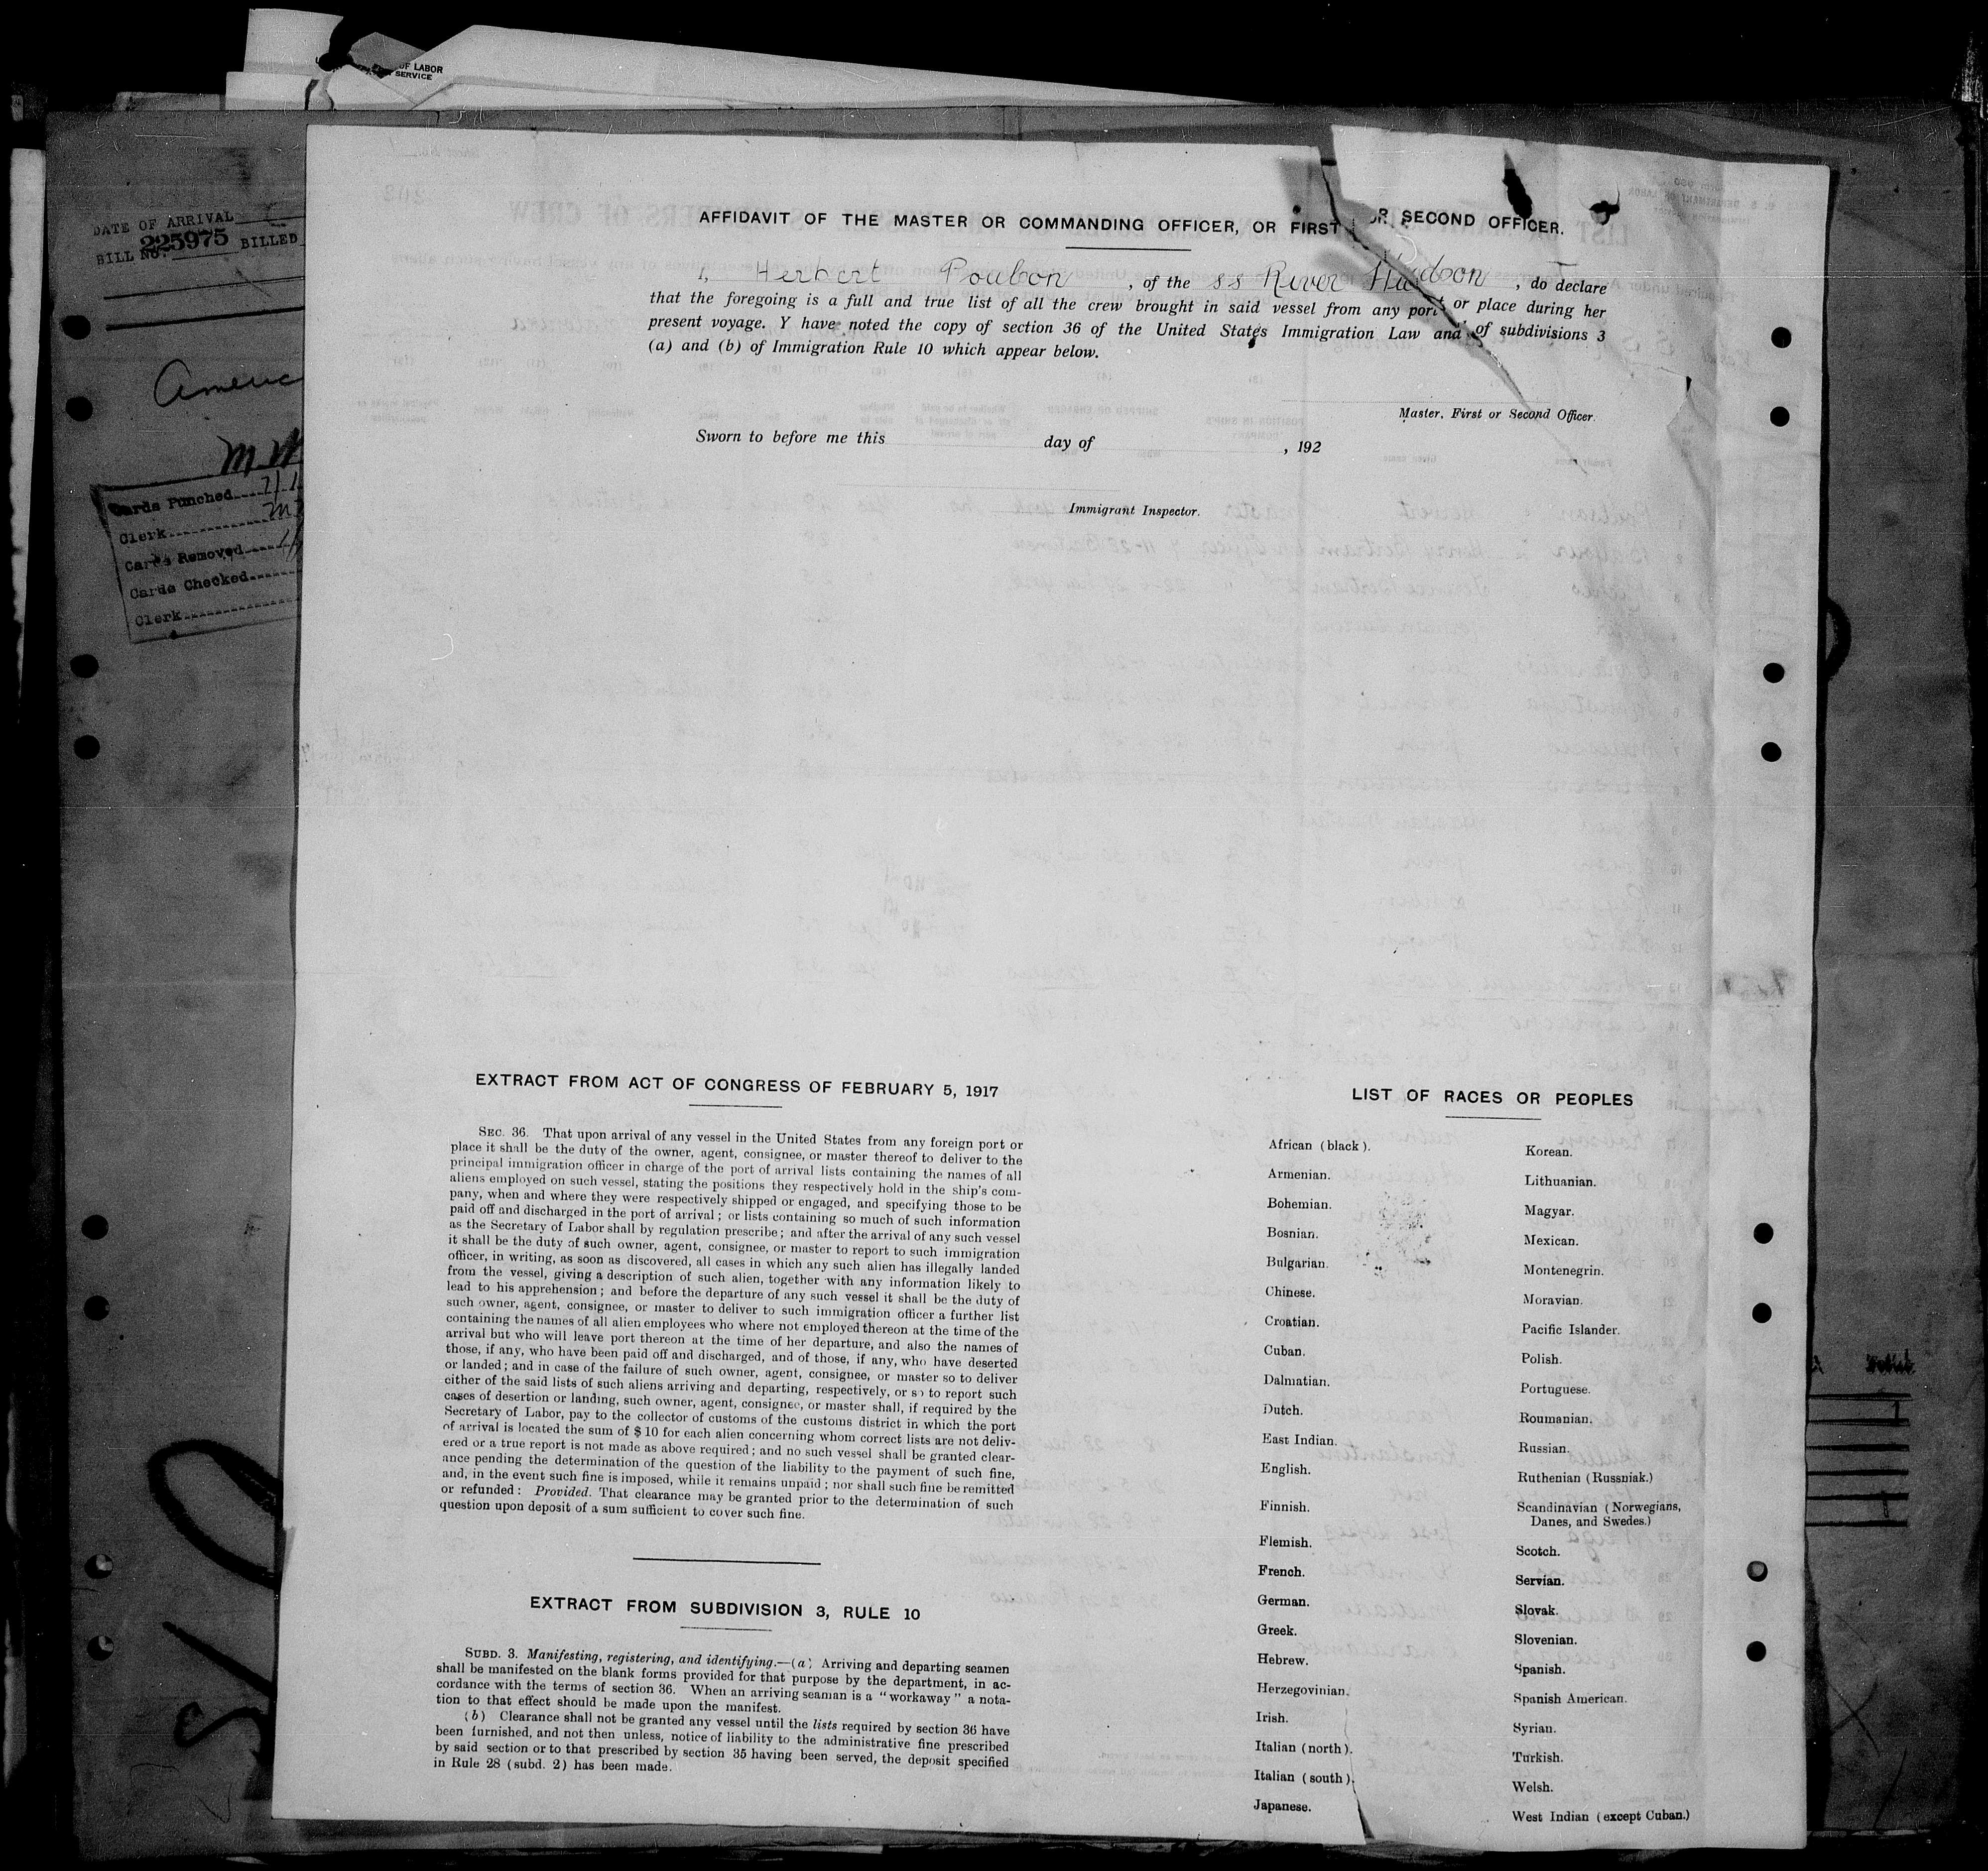 OF LABOR
SERVICE
DATE OF ARRIVAL
225975
BILL No. BILLED
Cards Punched
Clerk
Cards Removed
Cards Checked
Clerk
AFFIDAVIT OF THE MASTER OR COMMANDING OFFICER, OR FIRST OR SECOND OFFICER.
I, Herbert Poulson, of the SS River Hudson, do declare
that the foregoing is a full and true list of all the crew brought in said vessel from any port or place during her
present voyage. Y have noted the copy of section 36 of the United States Immigration Law and of subdivisions 3
(a) and (b) of Immigration Rule 10 which appear below.
Master, First or Second Officer.
Sworn to before me this day of , 192
Immigrant Inspector.
EXTRACT FROM ACT OF CONGRESS OF FEBRUARY 5, 1917
SEC. 36. That upon arrival of any vessel in the United States from any foreign port or
place it shall be the duty of the owner, agent, consignee, or master thereof to deliver to the
principal immigration officer in charge of the port of arrival lists containing the names of all
aliens employed on such vessel, stating the positions they respectively hold in the ship's com-
pany, when and where they were respectively shipped or engaged, and specifying those to be
paid off and discharged in the port of arrival; or lists containing so much of such information
as the Secretary of Labor shall by regulation prescribe; and after the arrival of any such vessel
it shall be the duty of such owner, agent, consignee, or master to report to such immigration
officer, in writing, as soon as discovered, all cases in which any such alien has illegally landed
from the vessel, giving a description of such alien, together with any information likely to
lead to his apprehension; and before the departure of any such vessel it shall be the duty of
such owner, agent, consignee, or master to deliver to such immigration officer a further list
containing the names of all alien employees who where not employed thereon at the time of the
arrival but who will leave port thereon at the time of her departure, and also the names of
those, if any, who have been paid off and discharged, and of those, if any, who have deserted
or landed; and in case of the failure of such owner, agent, consignee, or master so to deliver
either of the said lists of such aliens arriving and departing, respectively, or so to report such
cases of desertion or landing, such owner, agent, consignee, or master shall, if required by the
Secretary of Labor, pay to the collector of customs of the customs district in which the port
of arrival is located the sum of $10 for each alien concerning whom correct lists are not deliv-
ered or a true report is not made as above required; and no such vessel shall be granted clear-
ance pending the determination of the question of the liability to the payment of such fine,
and, in the event such fine is imposed, while it remains unpaid; nor shall such fine be remitted
or refunded: Provided. That clearance may be granted prior to the determination of such
question upon deposit of a sum sufficient to cover such fine.
EXTRACT FROM SUBDIVISION 3, RULE 10
SUBD. 3. Manifesting, registering, and identifying.—(a) Arriving and departing seamen
shall be manifested on the blank forms provided for that purpose by the department, in ac-
cordance with the terms of section 36. When an arriving seaman is a "workaway" a nota-
tion to that effect should be made upon the manifest.
(b) Clearance shall not be granted any vessel until the lists required by section 36 have
been furnished, and not then unless, notice of liability to the administrative fine prescribed
by said section or to that prescribed by section 35 having been served, the deposit specified
in Rule 28 (subd. 2) has been made.
LIST OF RACES OR PEOPLES
African (black).
Armenian.
Bohemian.
Bosnian.
Bulgarian.
Chinese.
Croatian.
Cuban.
Dalmatian.
Dutch.
East Indian.
English.
Finnish.
Flemish.
French.
German.
Greek.
Hebrew.
Herzegovinian.
Irish.
Italian (north).
Italian (south).
Japanese.
Korean.
Lithuanian.
Magyar.
Mexican.
Montenegrin.
Moravian.
Pacific Islander.
Polish.
Portuguese.
Roumanian.
Russian.
Ruthenian (Russniak.)
Scandinavian (Norwegians,
Danes, and Swedes.)
Scotch.
Servian.
Slovak.
Slovenian.
Spanish.
Spanish American.
Syrian.
Turkish.
Welsh.
West Indian (except Cuban.)